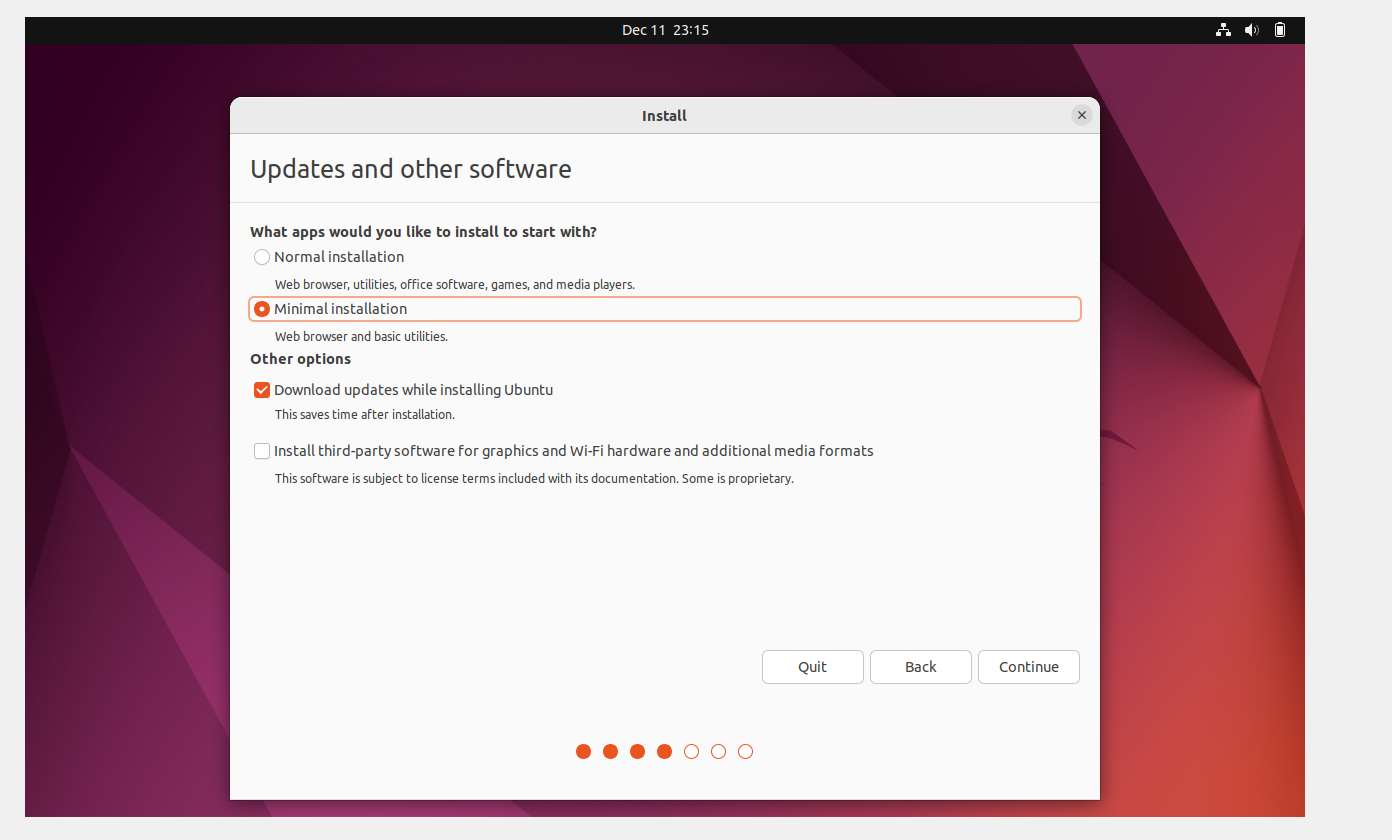 Dec 11 23:15
Install
Updates and other software
What apps would you like to install to start with?
Normal installation
Web browser, utilities, office software, games, and media players.
Minimal installation
Web browser and basic utilities.
Other options
Download updates while installing Ubuntu
This saves time after installation.
Install third-party software for graphics and Wi-Fi hardware and additional media formats
This software is subject to license terms included with its documentation. Some is proprietary.
Quit
Back
Continue